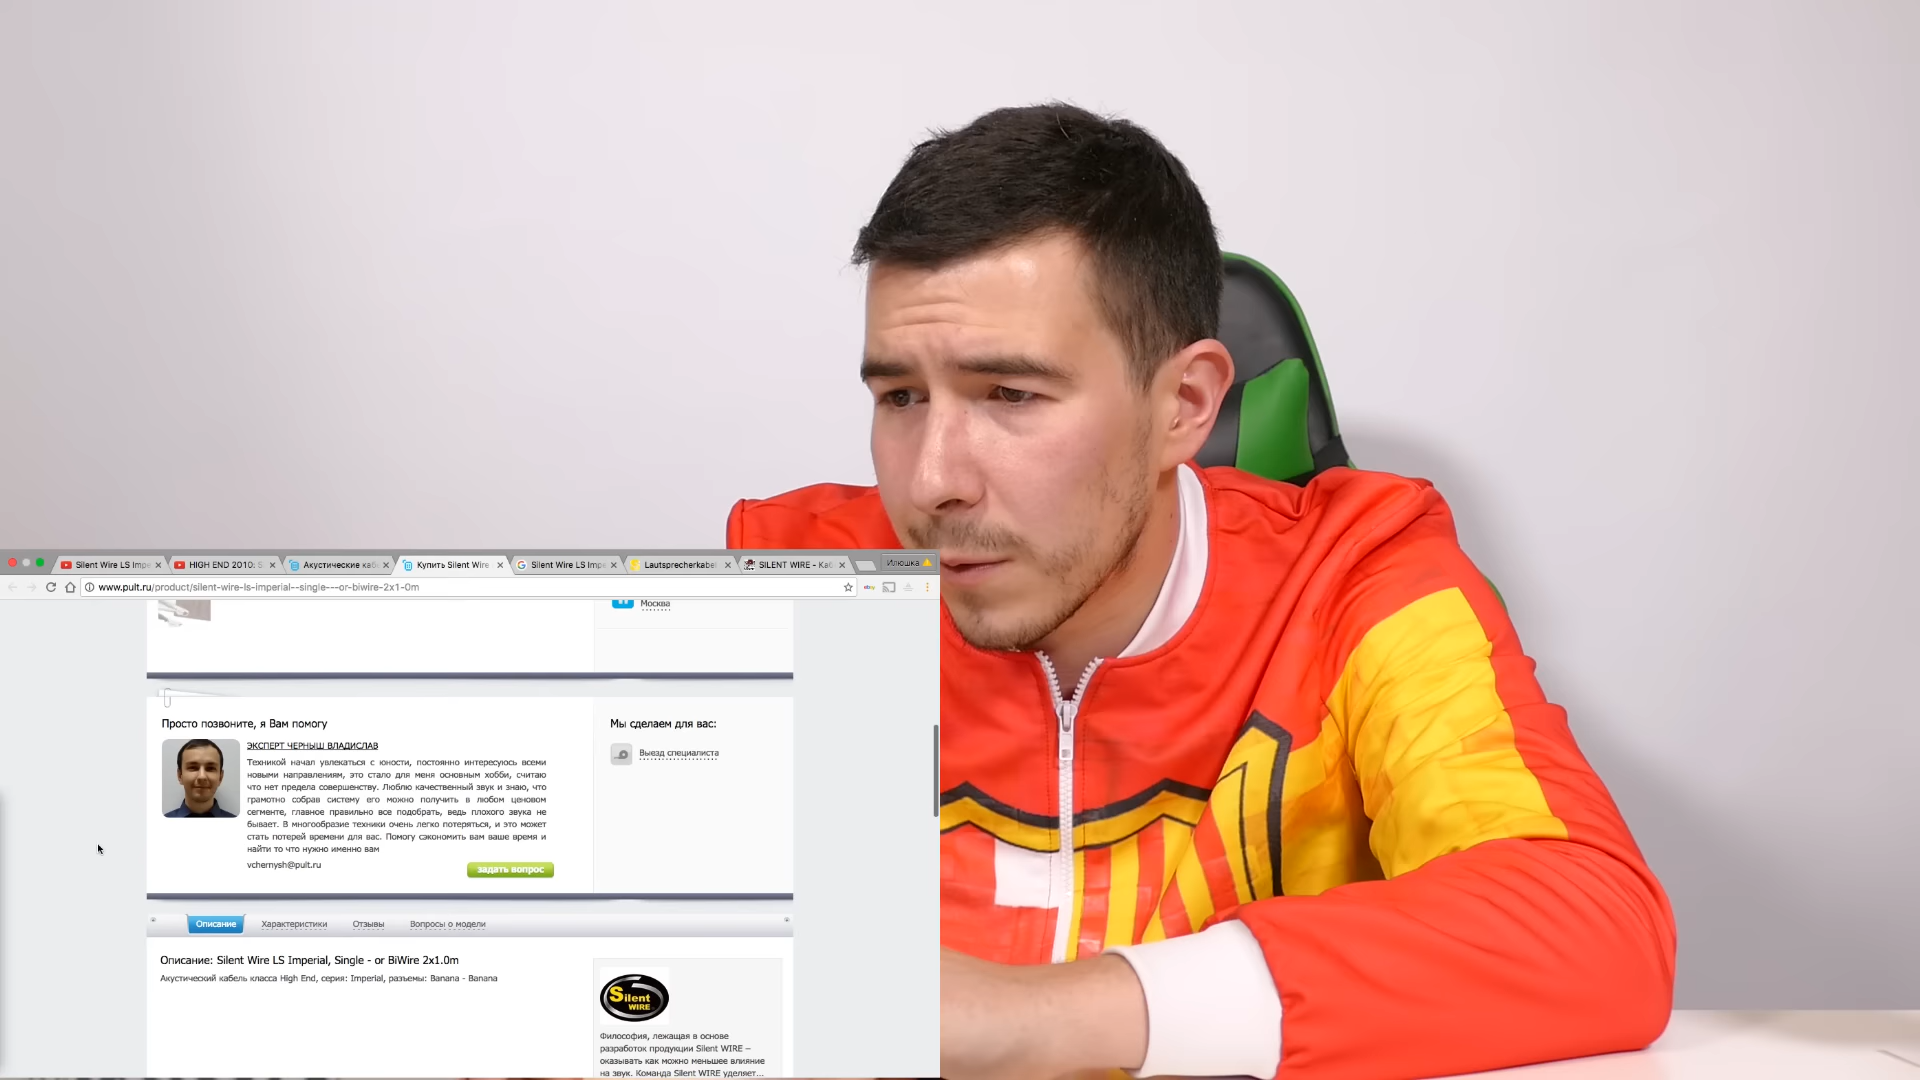 Silent Wire LS Impe
HIGH END 2010: S
Акустические каб
Купить Silent Wire
Silent Wire LS Impe
Lautsprecherkabel
SILENT WIRE - Каб
Илюшка
www.pult.ru/product/silent-wire-ls-imperial--single---or-biwire-2x1-0m
Москва
Просто позвоните, я Вам помогу
ЭКСПЕРТ ЧЕРНЫШ ВЛАДИСЛАВ
Техникой начал увлекаться с юности, постоянно интересуюсь всеми
новыми направлениям, это стало для меня основным хобби, считаю
что нет предела совершенству. Люблю качественный звук и знаю, что
грамотно собрав систему его можно получить в любом ценовом
сегменте, главное правильно все подобрать, ведь плохого звука не
бывает. В многообразие техники очень легко потеряться, и это может
стать потерей времени для вас. Помогу сэкономить вам ваше время и
найти то что нужно именно вам
vchernysh@pult.ru
задать вопрос
Мы сделаем для вас:
Выезд специалиста
Описание
Характеристики
Отзывы
Вопросы о модели
Описание: Silent Wire LS Imperial, Single - or BiWire 2x1.0m
Акустический кабель класса High End, серия: Imperial, разъемы: Banana - Banana
Silent
WIRE
Философия, лежащая в основе
разработок продукции Silent WIRE –
оказывать как можно меньшее влияние
на звук. Команда Silent WIRE уделяет...